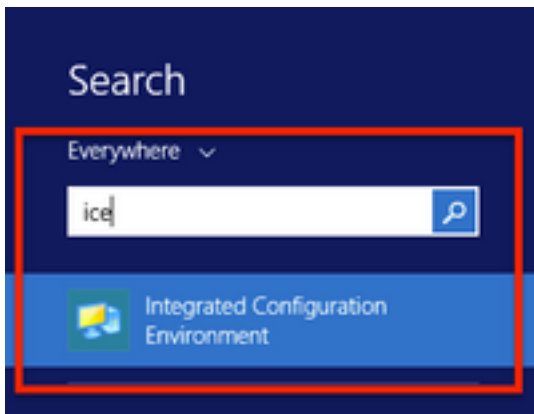 Search
Everywhere
ice
Integrated Configuration
Environment